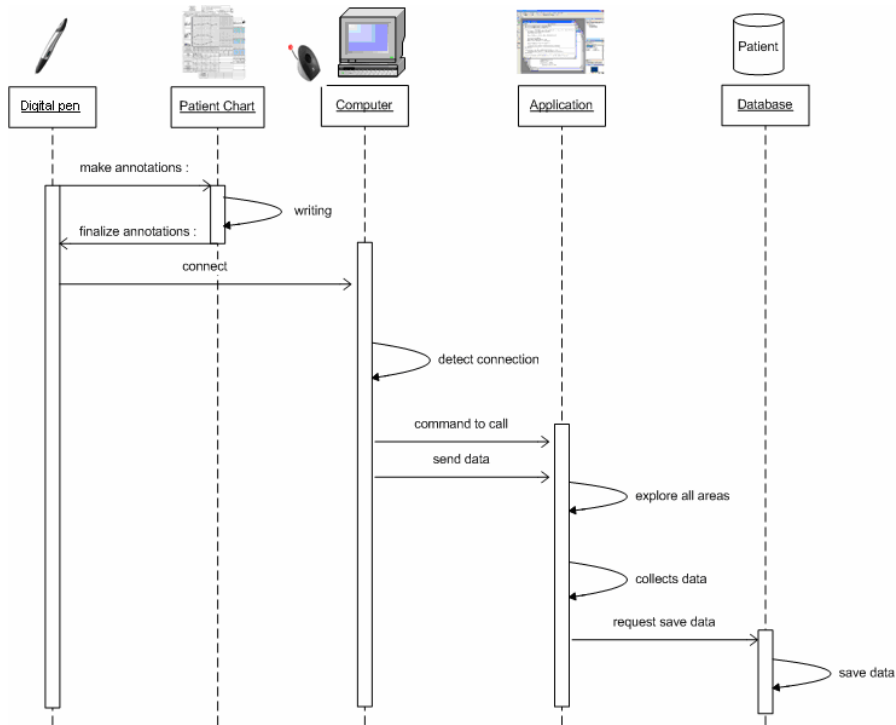 Patient
Digital pen
Patient Chart
Computer
Application
Database
make annotations :
writing
finalize annotations :
connect
detect connection
command to call
send data
explore all areas
collects data
request save data
save data